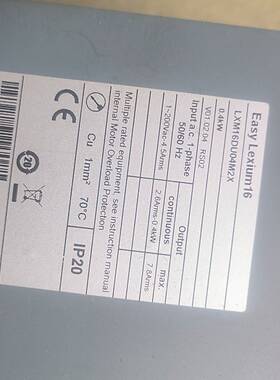 Easy Lexium16
LXM16DU04M2X
0.4kW
V01.02.04 RS02
Input a.c. 1-phase
50/60 Hz
Output
continuous
max.
1~200Vac-4.5Arms
2.6Arms-0.4kW
7.8Arms
Multiple rated equipment, see instruction manual
Internal Motor Overload Protection
Cu 1mm² 70°C
IP20
CE
20